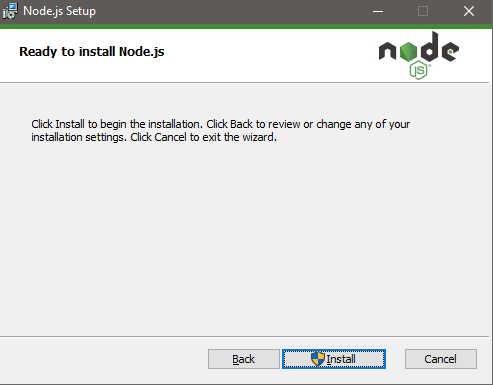 Node.js Setup
Ready to install Node.js
node
JS
Click Install to begin the installation. Click Back to review or change any of your
installation settings. Click Cancel to exit the wizard.
Back
Install
Cancel